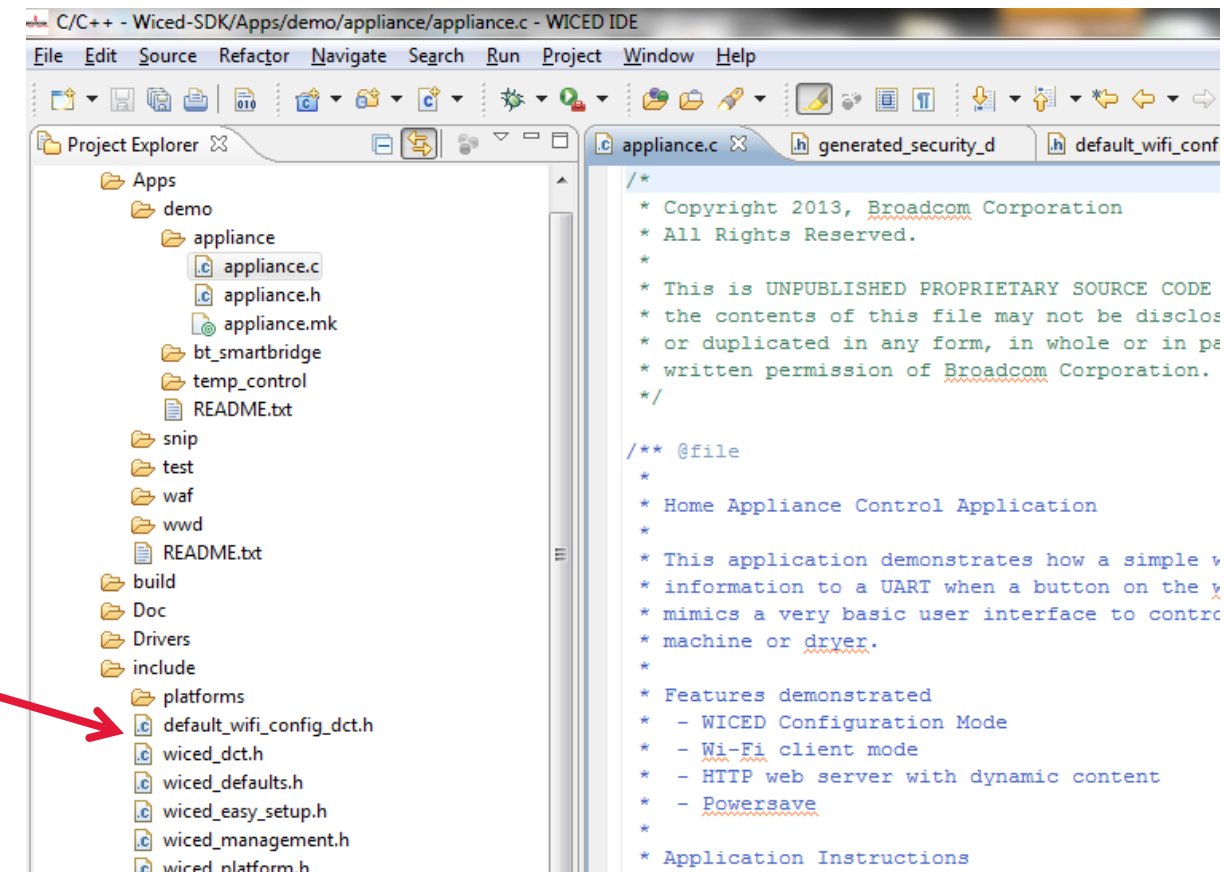 C/C++ - Wiced-SDK/Apps/demo/appliance/appliance.c - WICED IDE
File Edit Source Refactor Navigate Search Run Project Window Help
Project Explorer
Apps
demo
appliance
appliance.c
appliance.h
appliance.mk
bt_smartbridge
temp_control
README.txt
snip
test
waf
wwd
README.txt
build
Doc
Drivers
include
platforms
default_wifi_config_dct.h
wiced_dct.h
wiced_defaults.h
wiced_easy_setup.h
wiced_management.h
wiced_platform.h
appliance.c generated_security_d default_wifi_conf
/*
* Copyright 2013, Broadcom Corporation
* All Rights Reserved.
*
* This is UNPUBLISHED PROPRIETARY SOURCE CODE
* the contents of this file may not be disclos
* or duplicated in any form, in whole or in pa
* written permission of Broadcom Corporation.
*/
/** @file
*
* Home Appliance Control Application
*
* This application demonstrates how a simple w
* information to a UART when a button on the w
* mimics a very basic user interface to contro
* machine or dryer.
*
* Features demonstrated
* - WICED Configuration Mode
* - Wi-Fi client mode
* - HTTP web server with dynamic content
* - Powersave
*
* Application Instructions